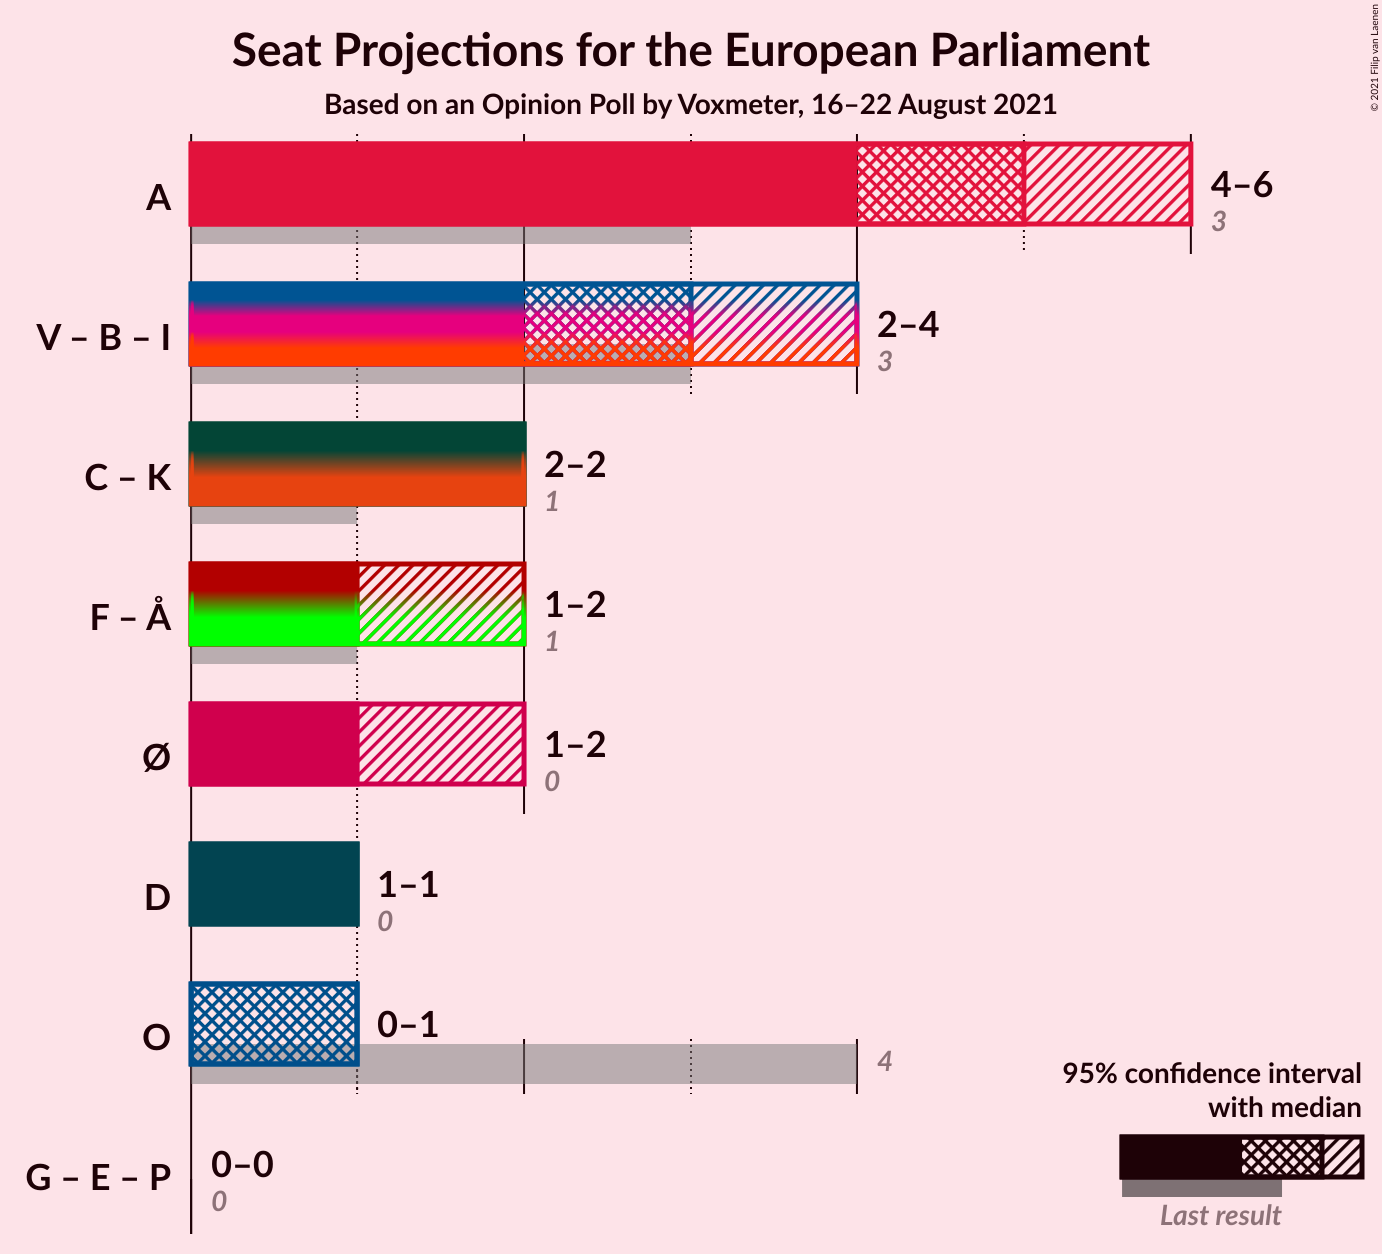 Seat Projections for the European Parliament
Based on an Opinion Poll by Voxmeter, 16–22 August 2021
© 2021 Filip van Laenen
A
4–6
3
V – B – I
2–4
3
C – K
2–2
1
F – Å
1–2
1
Ø
1–2
0
D
1–1
0
O
0–1
4
G – E – P
0–0
0
95% confidence interval
with median
Last result